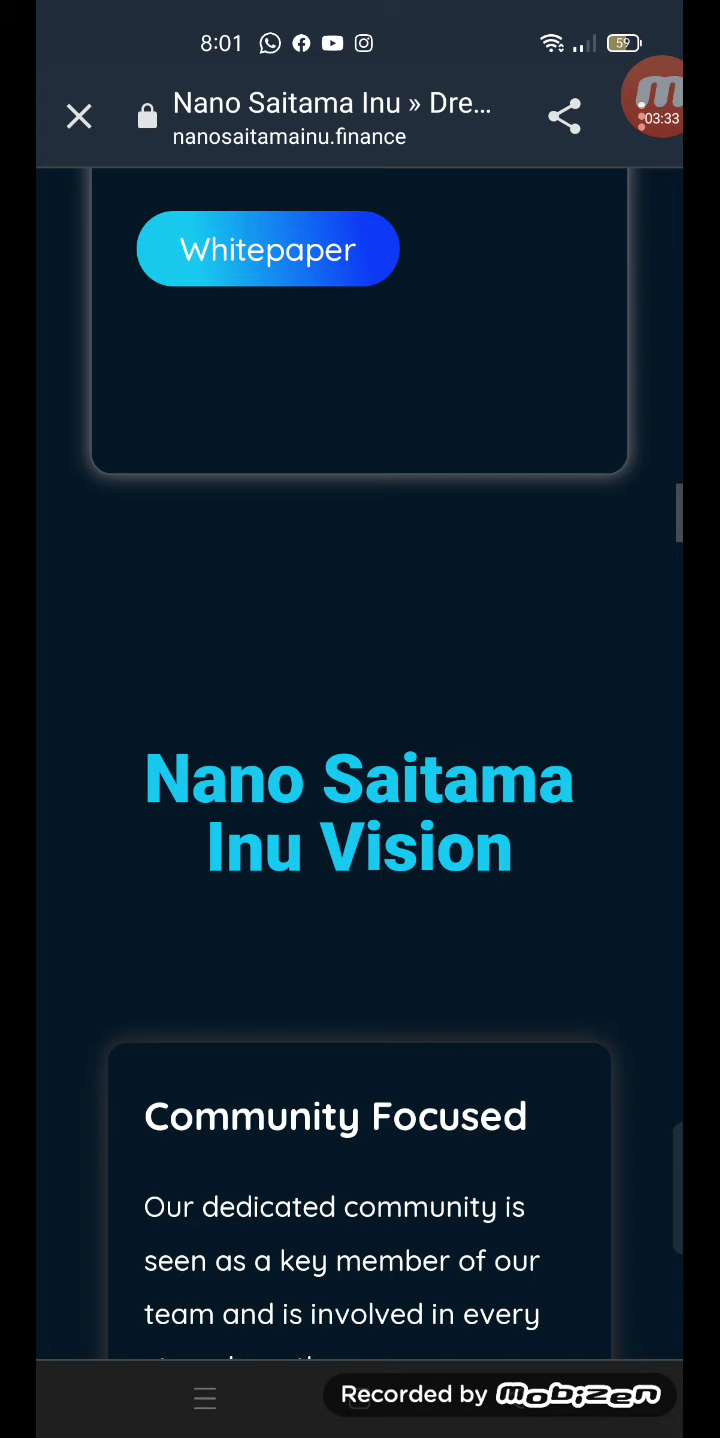 8:01
59
Nano Saitama Inu » Dre...
nanosaitamainu.finance
03:33
Whitepaper
Nano Saitama
Inu Vision
Community Focused
Our dedicated community is
seen as a key member of our
team and is involved in every
Recorded by mobizen